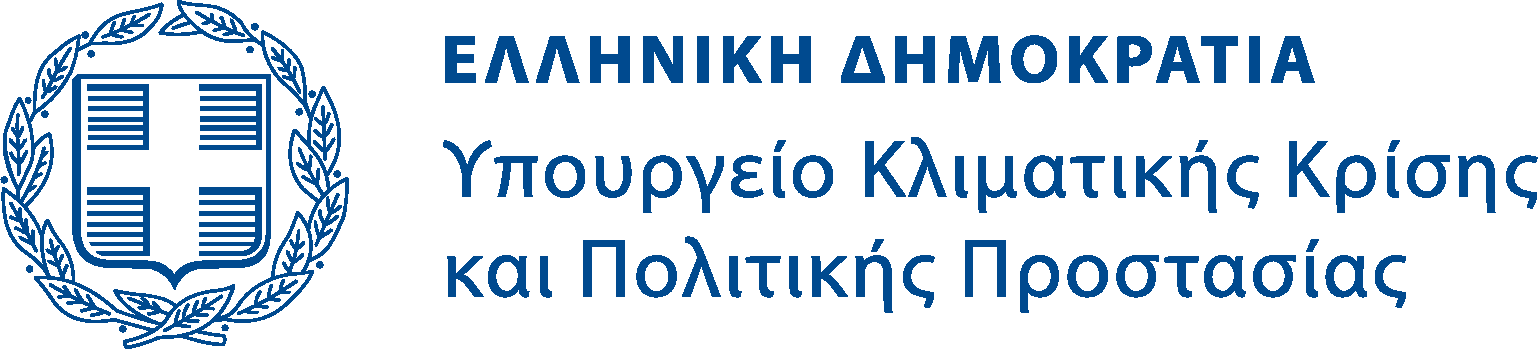 ΕΛΛΗΝΙΚΗ ΔΗΜΟΚΡΑΤΙΑ
Υπουργείο Κλιματικής Κρίσης
και Πολιτικής Προστασίας